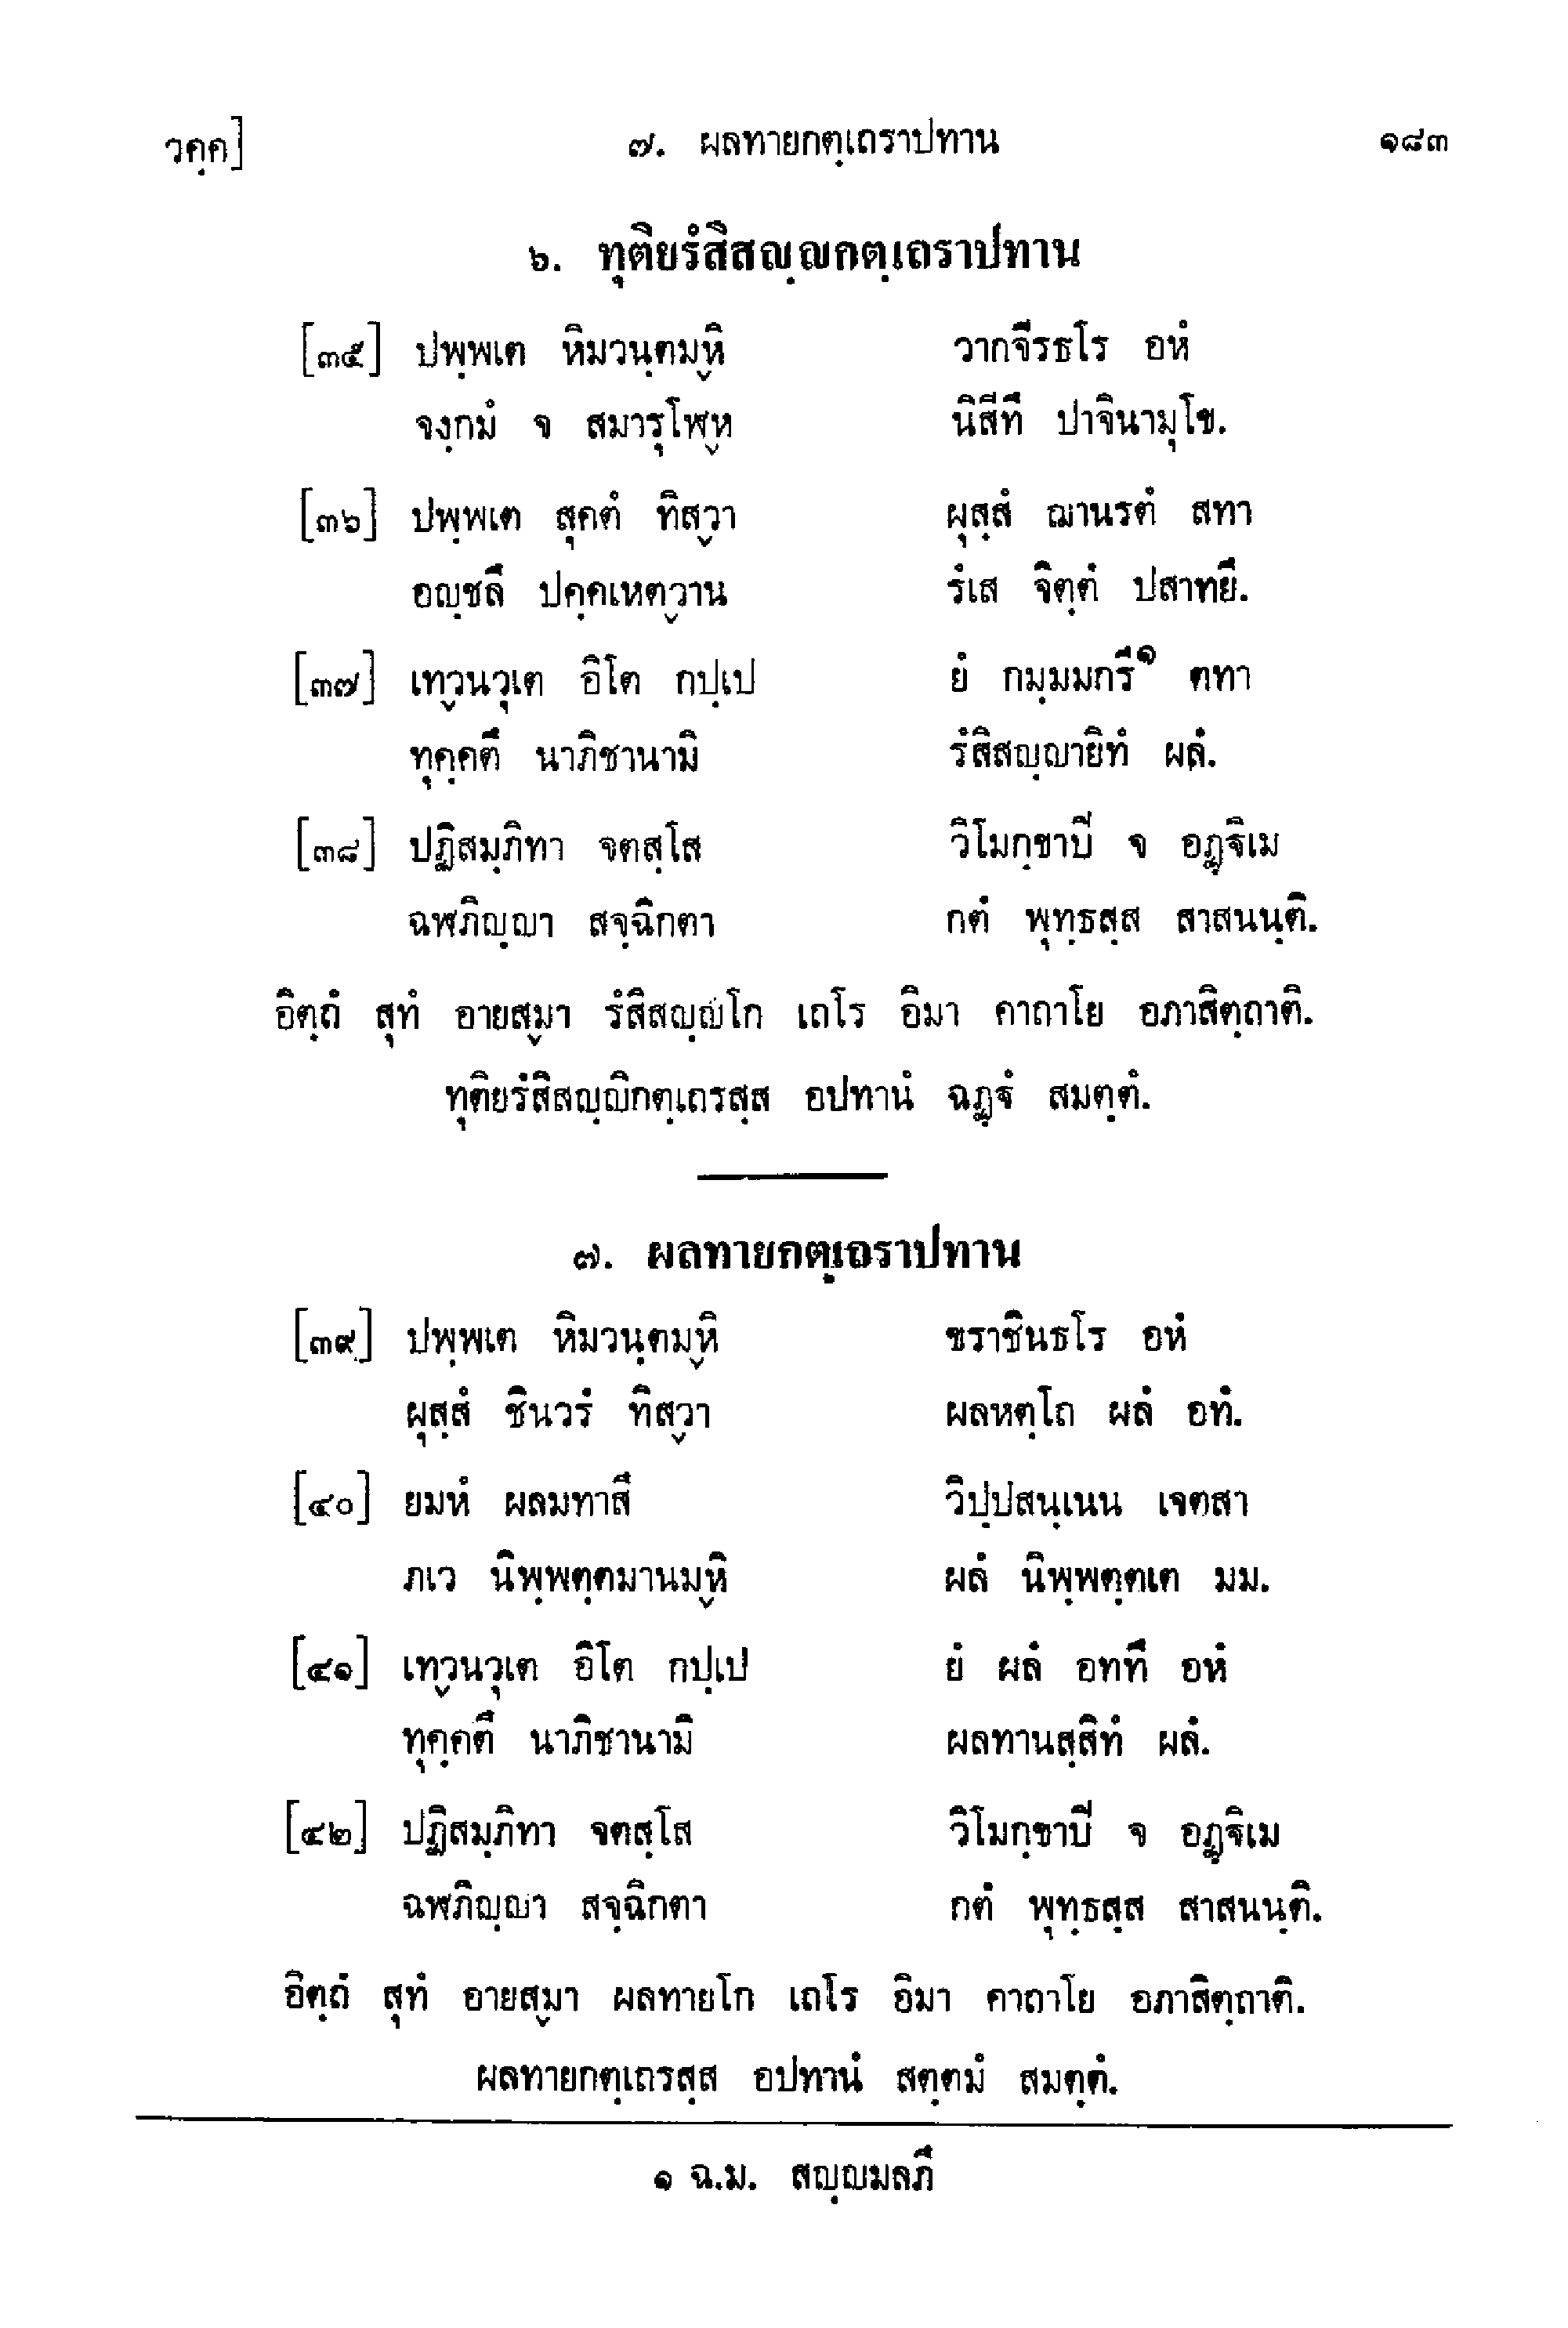 วคฺค] ๗. ผลทายกตฺเถราปทาน ๑๘๓
๖. ทุติยรํสิสญฺญกตฺเถราปทาน
[๓๕] ปพฺพเต หิมวนฺตมฺหิ วากจีรธโร อหํ
จงฺกมํ จ สมารุโฬฺห นิสีทึ ปาจินามุโข.
[๓๖] ปพฺพเต สุคตํ ทิสฺวา ผุสฺสํ ฌานรตํ สทา
อญฺชลึ ปคฺคเหตฺวาน รํเส จิตฺตํ ปสาทยึ.
[๓๗] เทฺวนวุเต อิโต กปฺเป ยํ กมฺมมกรึ๑ ตทา
ทุคฺคตึ นาภิชานามิ รํสิสญฺญายิทํ ผลํ.
[๓๘] ปฏิสมฺภิทา จตสฺโส วิโมกฺขาปี จ อฏฺฐิเม
ฉฬภิญฺญา สจฺฉิกตา กตํ พุทฺธสฺส สาสนนฺติ.
อิตฺถํ สุทํ อายสฺมา รํสิสญฺญโก เถโร อิมา คาถาโย อภาสิตฺถาติ.
ทุติยรํสิสญฺญิกตฺเถรสฺส อปทานํ ฉฏฺฐํ สมตฺตํ.
๗. ผลทายกตฺเถราปทาน
[๓๙] ปพฺพเต หิมวนฺตมฺหิ ขราชินธโร อหํ
ผุสฺสํ ชินวรํ ทิสฺวา ผลหตฺโถ ผลํ อทํ.
[๔๐] ยมหํ ผลมทาสึ วิปฺปสนฺเนน เจตสา
ภเว นิพฺพตฺตมานมฺหิ ผลํ นิพฺพตฺตเต มม.
[๔๑] เทฺวนวุเต อิโต กปฺเป ยํ ผลํ อททึ อหํ
ทุคฺคตึ นาภิชานามิ ผลทานสฺสิทํ ผลํ.
[๔๒] ปฏิสมฺภิทา จตสฺโส วิโมกฺขาปี จ อฏฺฐิเม
ฉฬภิญฺญา สจฺฉิกตา กตํ พุทฺธสฺส สาสนนฺติ.
อิตฺถํ สุทํ อายสฺมา ผลทายโก เถโร อิมา คาถาโย อภาสิตฺถาติ.
ผลทายกตฺเถรสฺส อปทานํ สตฺตมํ สมตฺตํ.
๑ ฉ.ม. สญฺญมลภึ